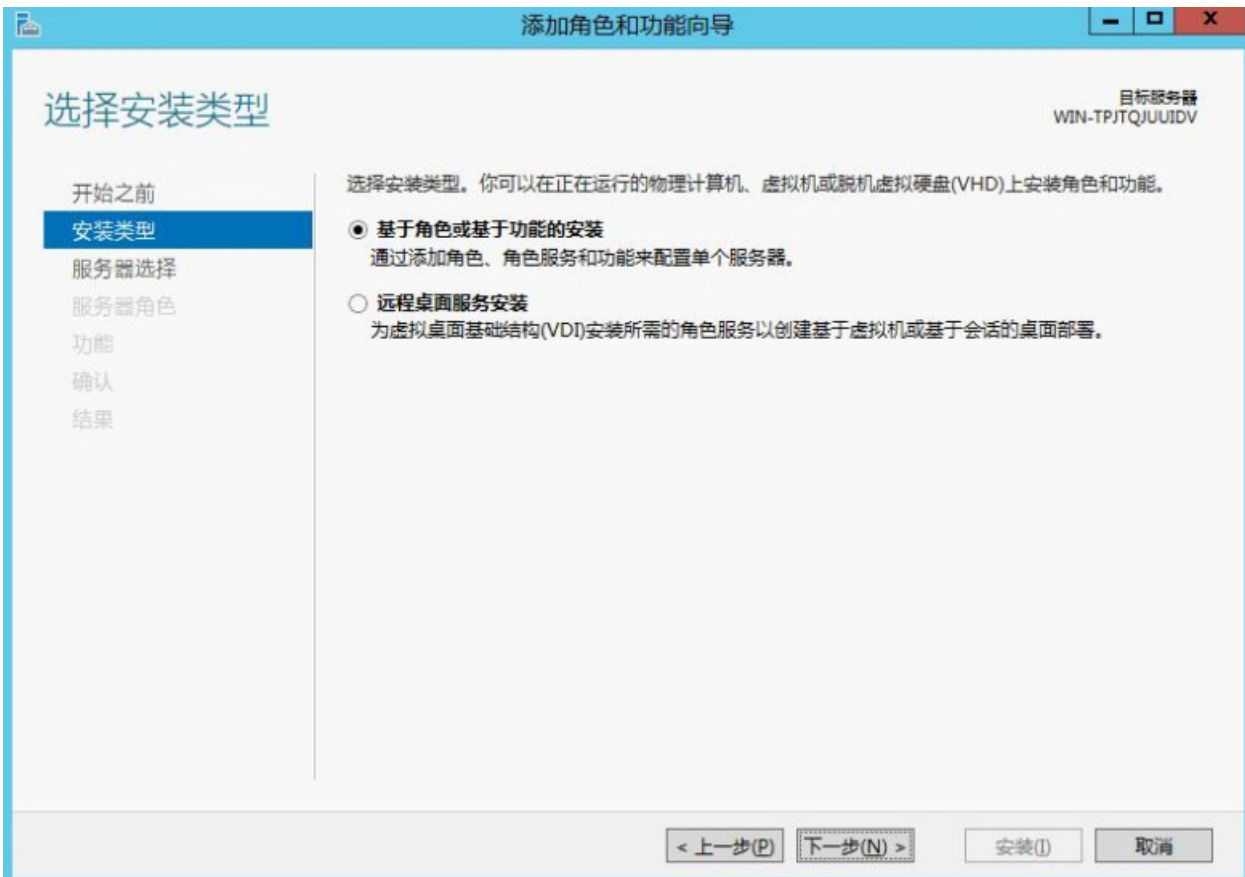 添加角色和功能向导
选择安装类型
目标服务器
WIN-TPJTQJUUIDV
开始之前
安装类型
服务器选择
服务器角色
功能
确认
结果
选择安装类型。你可以在正在运行的物理计算机、虚拟机或脱机虚拟硬盘(VHD)上安装角色和功能。
基于角色或基于功能的安装
通过添加角色、角色服务和功能来配置单个服务器。
远程桌面服务安装
为虚拟桌面基础结构(VDI)安装所需的角色服务以创建基于虚拟机或基于会话的桌面部署。
< 上一步(P)
下一步(N) >
安装(I)
取消